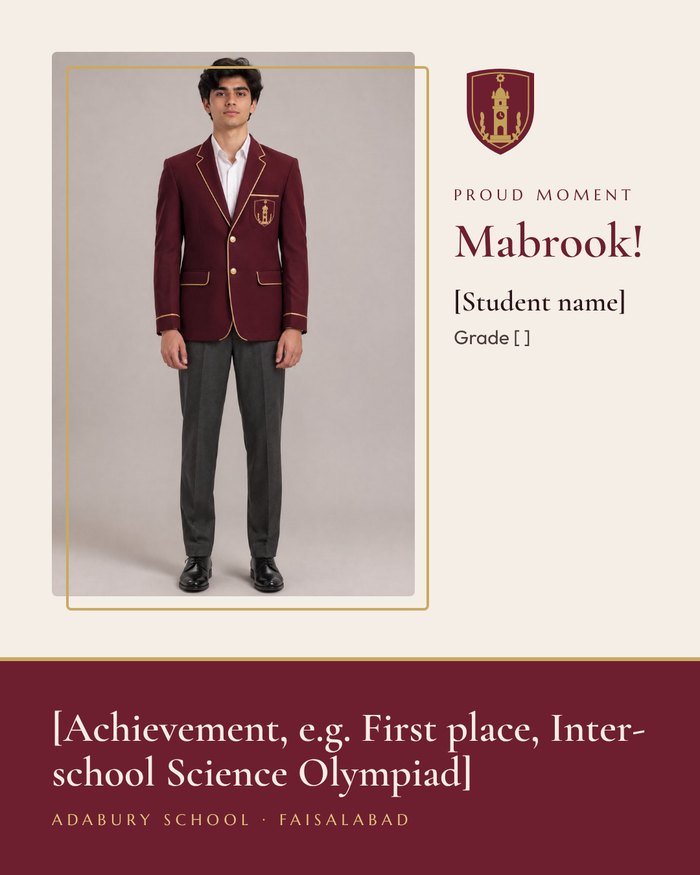 PROUD MOMENT
Mabrook!
[Student name]
Grade [ ]
[Achievement, e.g. First place, Inter-
school Science Olympiad]
ADABURY SCHOOL · FAISALABAD